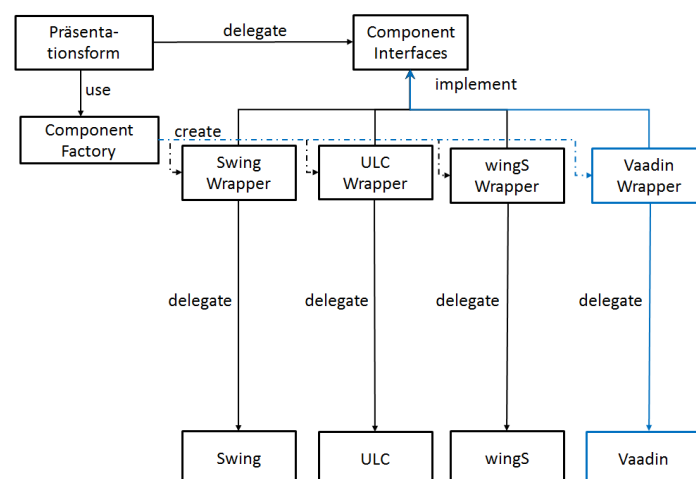 Präsenta-
tionsform
delegate
Component
Interfaces
use
implement
Component
Factory
create
Swing
Wrapper
ULC
Wrapper
wingS
Wrapper
Vaadin
Wrapper
delegate
delegate
delegate
delegate
Swing
ULC
wingS
Vaadin